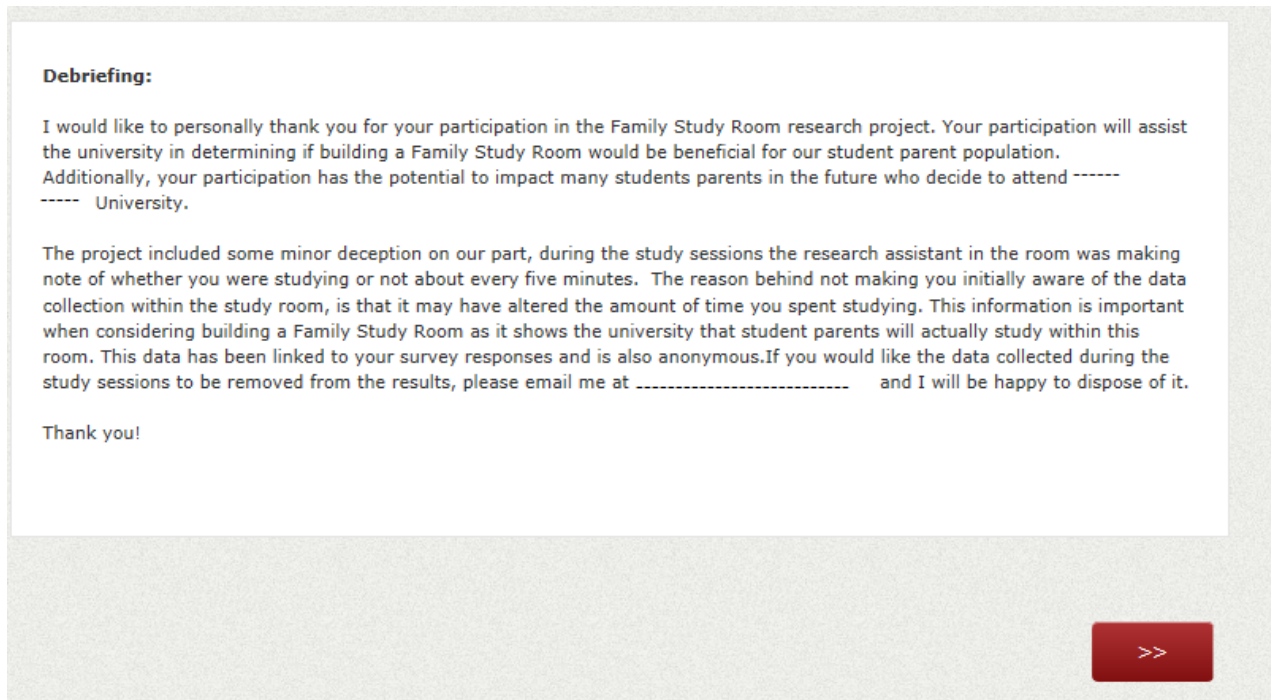 Debriefing:
I would like to personally thank you for your participation in the Family Study Room research project. Your participation will assist
the university in determining if building a Family Study Room would be beneficial for our student parent population.
Additionally, your participation has the potential to impact many students parents in the future who decide to attend ------
----- University.
The project included some minor deception on our part, during the study sessions the research assistant in the room was making
note of whether you were studying or not about every five minutes.  The reason behind not making you initially aware of the data
collection within the study room, is that it may have altered the amount of time you spent studying. This information is important
when considering building a Family Study Room as it shows the university that student parents will actually study within this
room. This data has been linked to your survey responses and is also anonymous.If you would like the data collected during the
study sessions to be removed from the results, please email me at --------------------------- and I will be happy to dispose of it.
Thank you!
>>